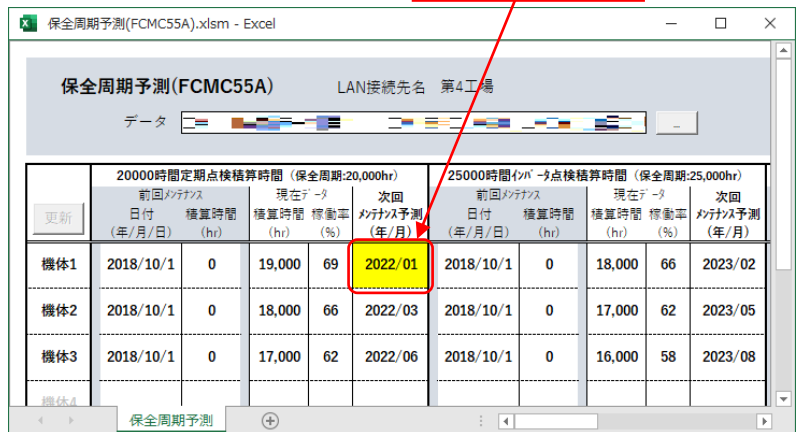 保全周期予測(FCMC55A).xlsm - Excel
保全周期予測(FCMC55A) LAN接続先名 第4工場
データ ...
20000時間定期点検積算時間（保全周期:20,000hr） 25000時間ｲﾝﾊﾞｰﾀ点検積算時間（保全周期:25,000hr）
前回ﾒﾝﾃﾅﾝｽ 現在ﾃﾞｰﾀ 次回 前回ﾒﾝﾃﾅﾝｽ 現在ﾃﾞｰﾀ 次回
更新 日付 積算時間 積算時間 稼働率 ﾒﾝﾃﾅﾝｽ予測 日付 積算時間 積算時間 稼働率 ﾒﾝﾃﾅﾝｽ予測
(年/月/日) (hr) (hr) (%) (年/月) (年/月/日) (hr) (hr) (%) (年/月)
機体1 2018/10/1 0 19,000 69 2022/01 2018/10/1 0 18,000 66 2023/02
機体2 2018/10/1 0 18,000 66 2022/03 2018/10/1 0 17,000 62 2023/05
機体3 2018/10/1 0 17,000 62 2022/06 2018/10/1 0 16,000 58 2023/08
機体4
保全周期予測